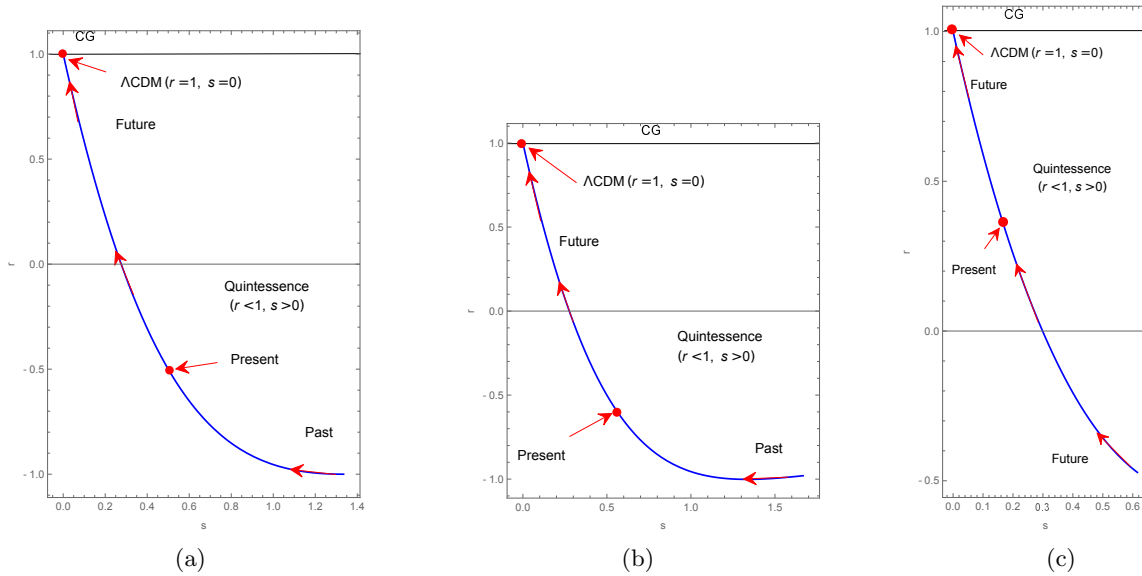 CG
1.0
ΛCDM (r=1, s=0)
Future
0.5
r
0.0
Quintessence
(r<1, s>0)
Present
-0.5
Past
-1.0
0.0 0.2 0.4 0.6 0.8 1.0 1.2 1.4
s
(a)
CG
1.0
ΛCDM (r=1, s=0)
0.5
Future
r
0.0
Quintessence
(r<1, s>0)
-0.5
Present
Past
-1.0
0.0 0.5 1.0 1.5
s
(b)
CG
1.0
ΛCDM (r=1, s=0)
Future
Quintessence
(r<1, s>0)
0.5
r
Present
0.0
Future
-0.5
0.0 0.1 0.2 0.3 0.4 0.5 0.6
s
(c)